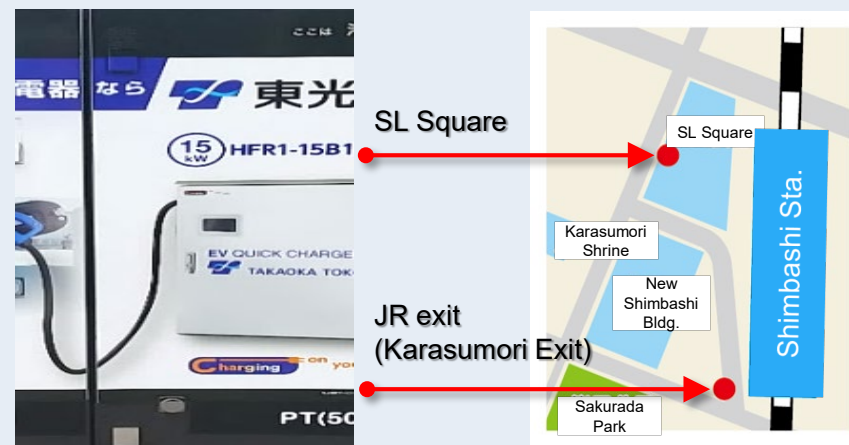 ここは
電器 なら 東光
15 kW HFR1-15B1
EV QUICK CHARGE
TAKAOKA TOK
Charging on yo
PT(50
SL Square
JR exit
(Karasumori Exit)
SL Square
Karasumori
Shrine
New
Shimbashi
Bldg.
Sakurada
Park
Shimbashi Sta.